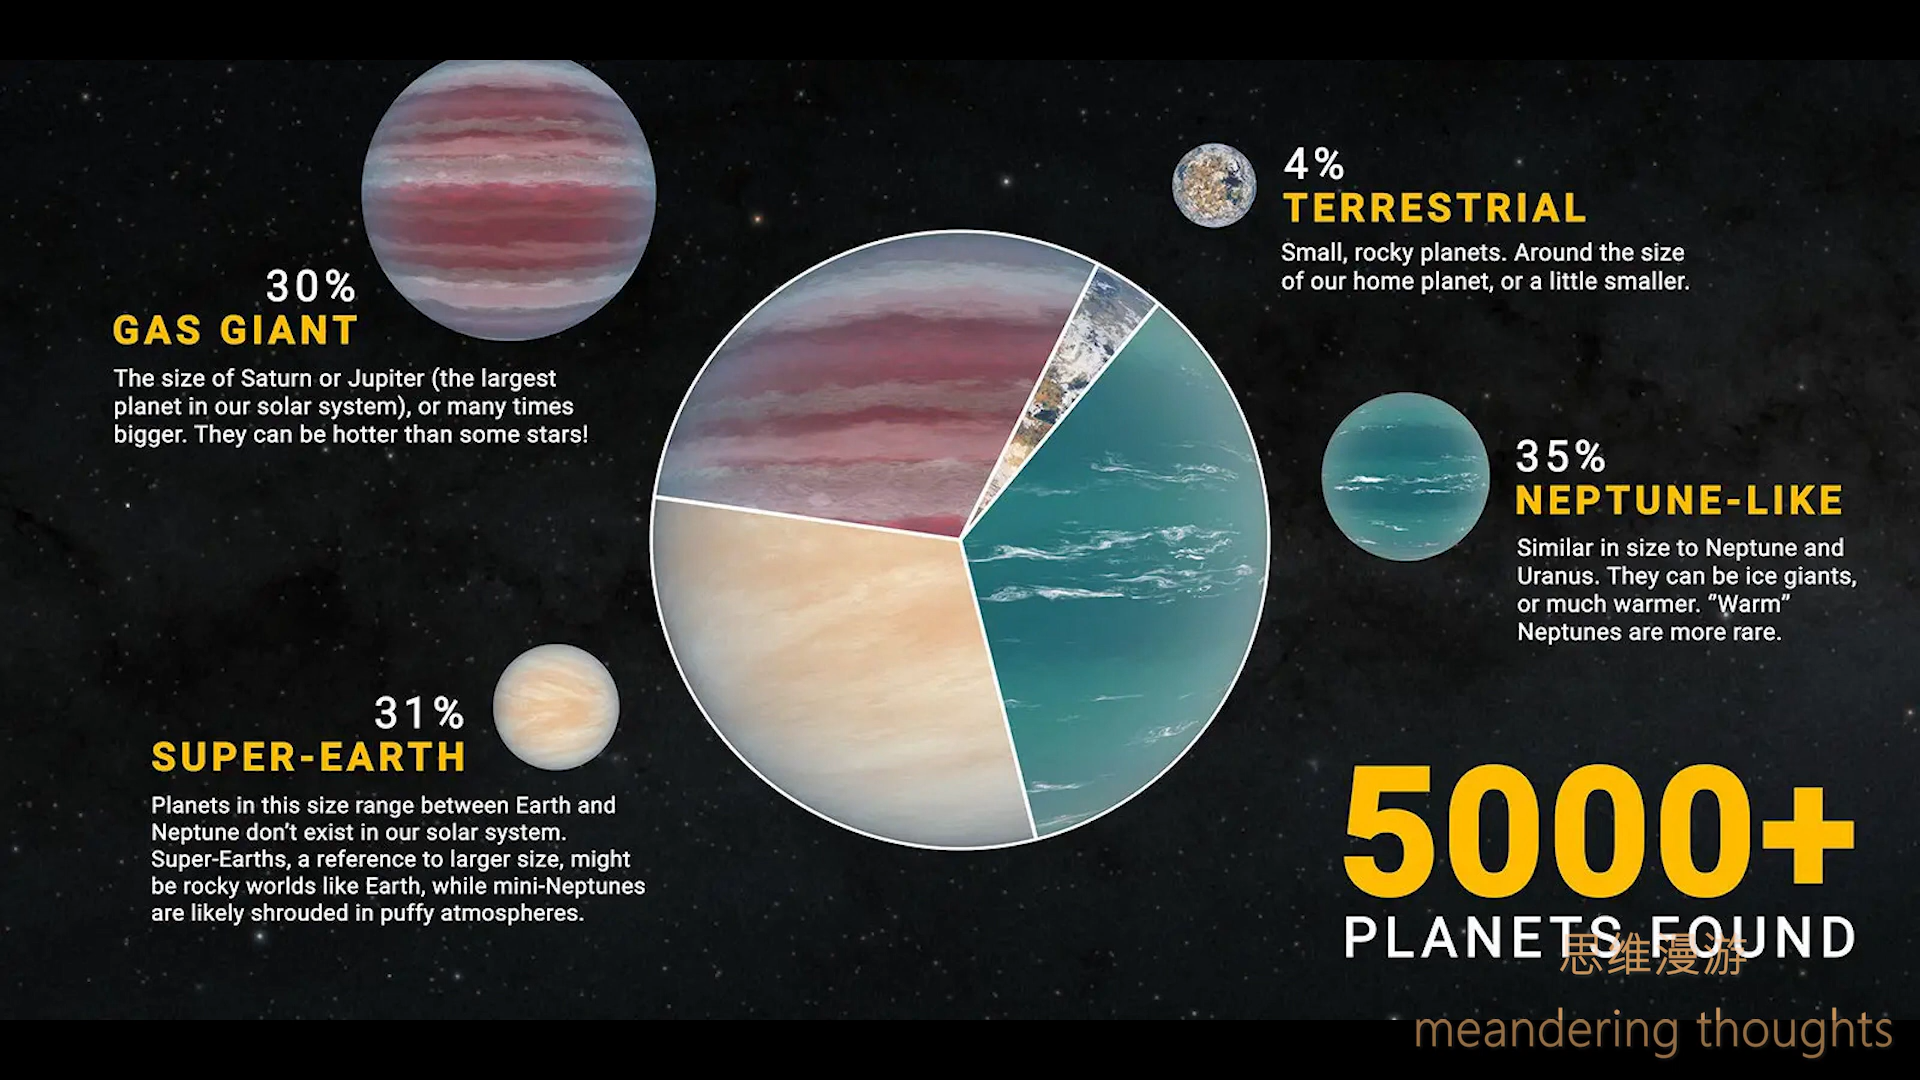 30%
GAS GIANT
The size of Saturn or Jupiter (the largest
planet in our solar system), or many times
bigger. They can be hotter than some stars!
4%
TERRESTRIAL
Small, rocky planets. Around the size
of our home planet, or a little smaller.
35%
NEPTUNE-LIKE
Similar in size to Neptune and
Uranus. They can be ice giants,
or much warmer. ”Warm”
Neptunes are more rare.
31%
SUPER-EARTH
Planets in this size range between Earth and
Neptune don’t exist in our solar system.
Super-Earths, a reference to larger size, might
be rocky worlds like Earth, while mini-Neptunes
are likely shrouded in puffy atmospheres.
5000+
PLANETS FOUND
思维漫游
meandering thoughts